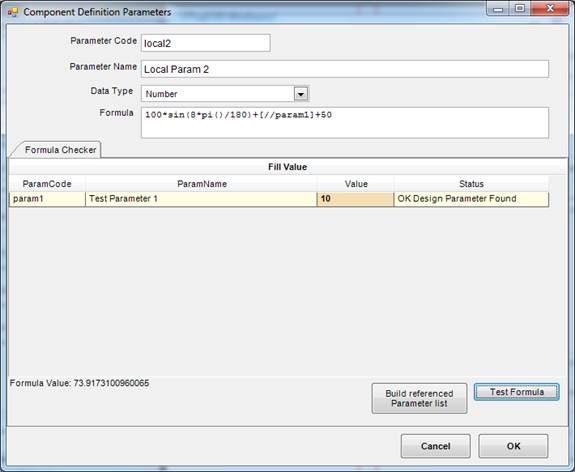 Component Definition Parameters
Parameter Code local2
Parameter Name Local Param 2
Data Type Number
Formula 100*sin(8*pi()/180)+[//param1]+50
Formula Checker
Fill Value
ParamCode ParamName Value Status
param1 Test Parameter 1 10 OK Design Parameter Found
Formula Value: 73.9173100960065
Build referenced
Parameter list
Test Formula
Cancel OK